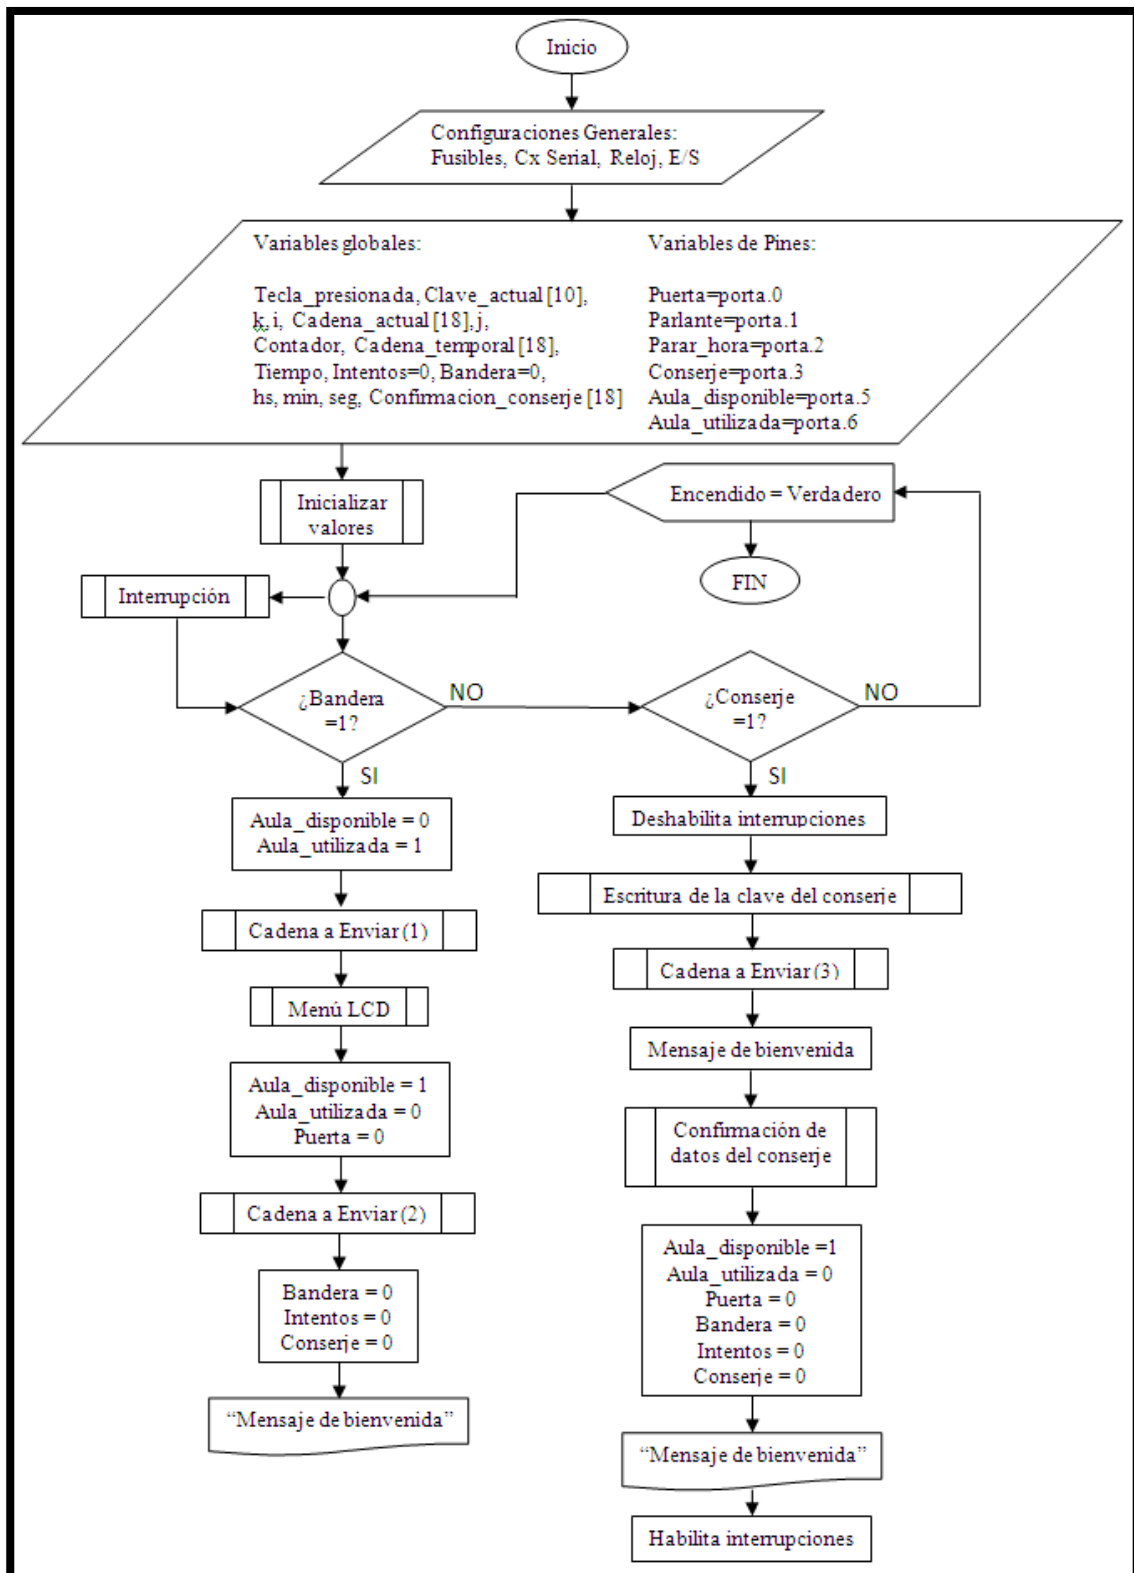 Inicio
Configuraciones Generales:
Fusibles, Cx Serial, Reloj, E/S
Variables globales:
Tecla_presionada, Clave_actual[10],
k,i, Cadena_actual[18],j,
Contador, Cadena_temporal[18],
Tiempo, Intentos=0, Bandera=0,
hs, min, seg, Confirmacion_conserje[18]
Variables de Pines:
Puerta=porta.0
Parlante=porta.1
Parar_hora=porta.2
Conserje=porta.3
Aula_disponible=porta.5
Aula_utilizada=porta.6
Inicializar
valores
Encendido = Verdadero
FIN
Interrupción
¿Bandera
=1?
NO
¿Conserje
=1?
NO
SI
SI
Aula_disponible = 0
Aula_utilizada = 1
Cadena a Enviar(1)
Menú LCD
Aula_disponible = 1
Aula_utilizada = 0
Puerta = 0
Cadena a Enviar(2)
Bandera = 0
Intentos = 0
Conserje = 0
“Mensaje de bienvenida”
Deshabilita interrupciones
Escritura de la clave del conserje
Cadena a Enviar(3)
Mensaje de bienvenida
Confirmación de
datos del conserje
Aula_disponible =1
Aula_utilizada = 0
Puerta = 0
Bandera = 0
Intentos = 0
Conserje = 0
“Mensaje de bienvenida”
Habilita interrupciones